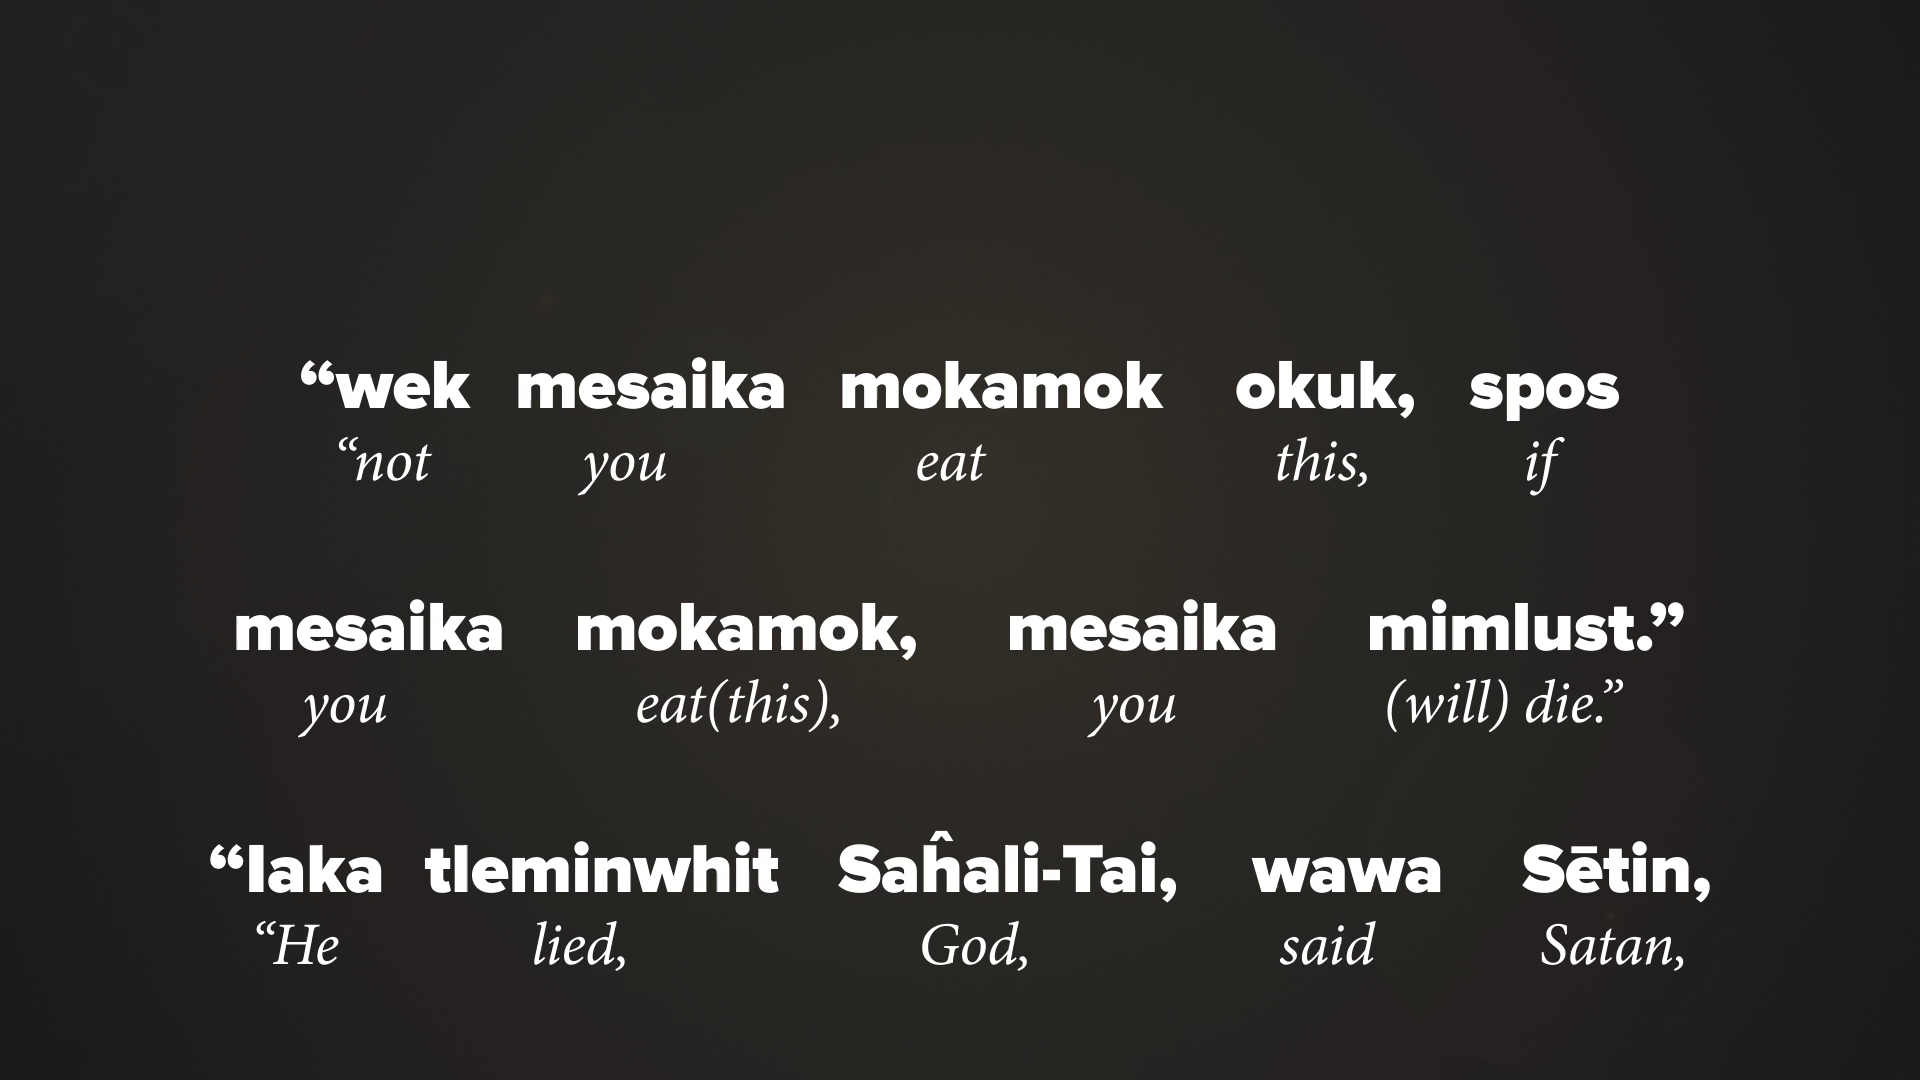 “wek mesaika mokamok okuk, spos
“not you eat this, if
mesaika mokamok, mesaika mimlust.”
you eat(this), you (will) die.”
“laka tleminwhit Saĥali-Tai, wawa Sētin,
“He lied, God, said Satan,